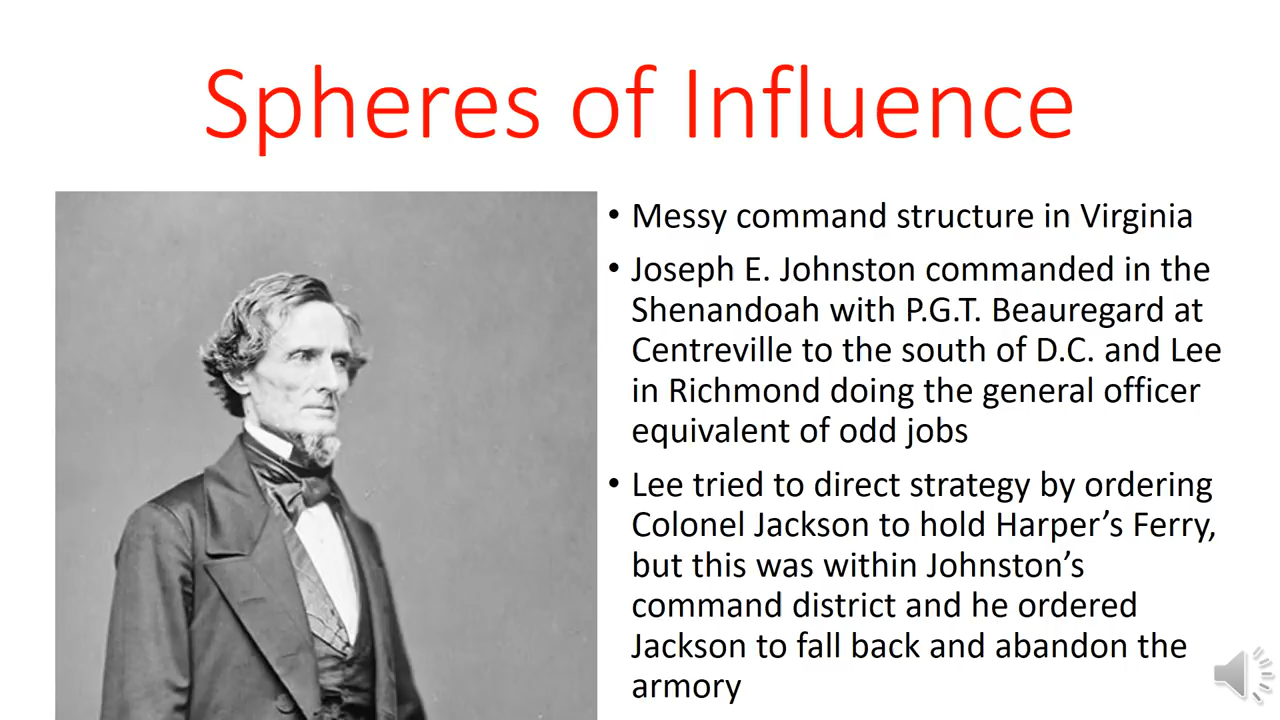 Spheres of Influence
• Messy command structure in Virginia
• Joseph E. Johnston commanded in the
Shenandoah with P.G.T. Beauregard at
Centreville to the south of D.C. and Lee
in Richmond doing the general officer
equivalent of odd jobs
• Lee tried to direct strategy by ordering
Colonel Jackson to hold Harper’s Ferry,
but this was within Johnston’s
command district and he ordered
Jackson to fall back and abandon the
armory